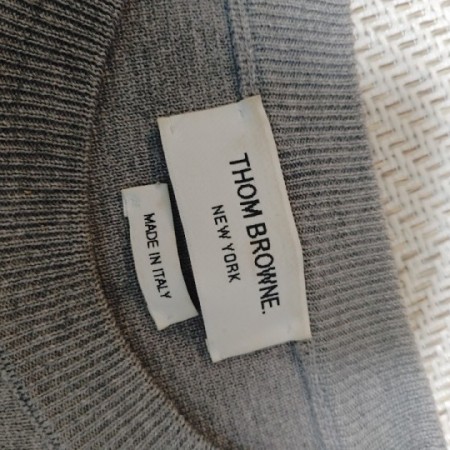 THOM BROWNE.
NEW YORK
MADE IN ITALY